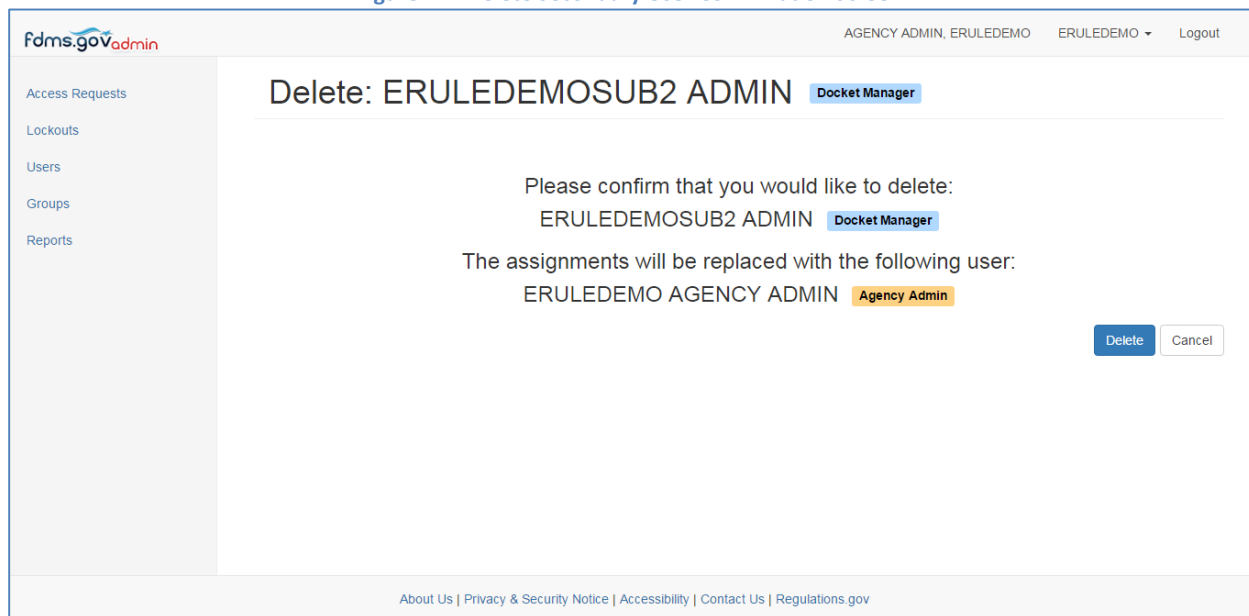 fdms.gov admin
AGENCY ADMIN, ERULEDEMO ERULEDEMO Logout
Access Requests
Lockouts
Users
Groups
Reports
Delete: ERULEDEMOSUB2 ADMIN Docket Manager
Please confirm that you would like to delete:
ERULEDEMOSUB2 ADMIN Docket Manager
The assignments will be replaced with the following user:
ERULEDEMO AGENCY ADMIN Agency Admin
Delete Cancel
About Us | Privacy & Security Notice | Accessibility | Contact Us | Regulations.gov